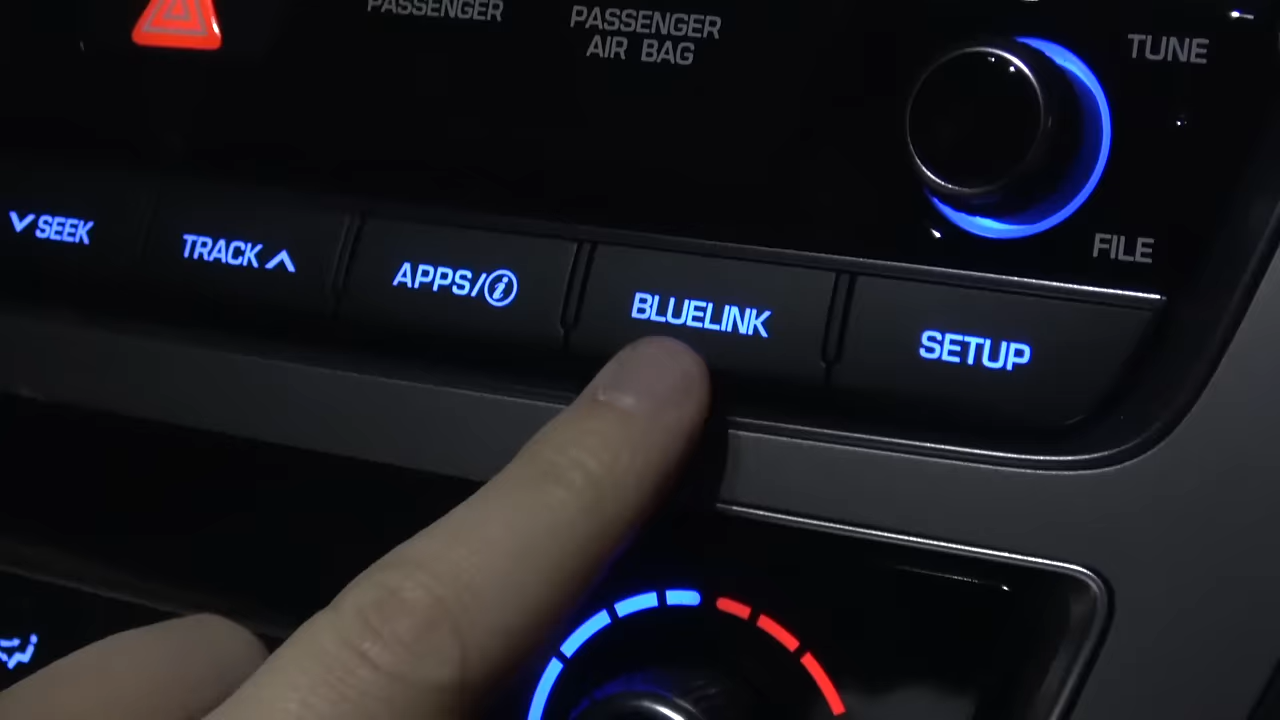 PASSENGER
PASSENGER
AIR BAG
TUNE
FILE
SEEK
TRACK
APPS/i
BLUELINK
SETUP